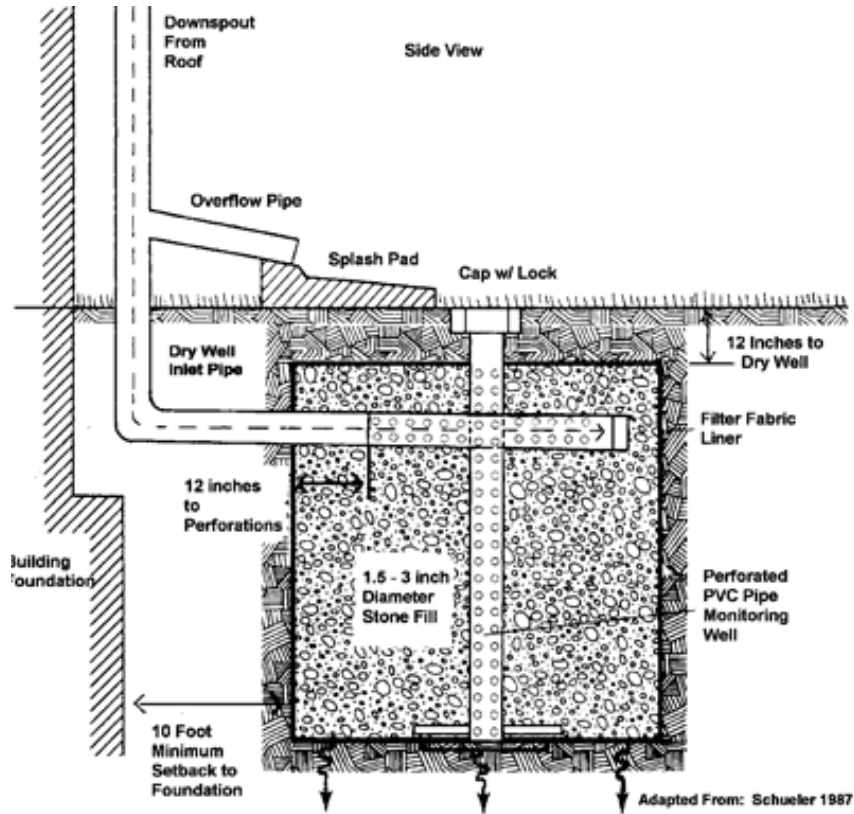 Downspout
From
Roof
Side View
Overflow Pipe
Splash Pad
Cap w/ Lock
Dry Well
Inlet Pipe
12 Inches to
Dry Well
Filter Fabric
Liner
12 inches
to
Perforations
Building
Foundation
1.5 - 3 inch
Diameter
Stone Fill
Perforated
PVC Pipe
Monitoring
Well
10 Foot
Minimum
Setback to
Foundation
Adapted From: Schueler 1987